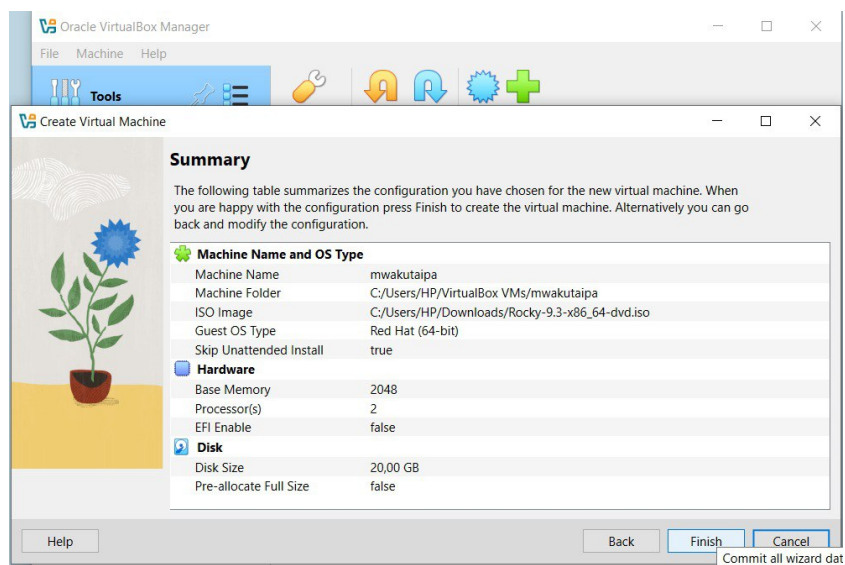 Oracle VirtualBox Manager
File Machine Help
Tools
Create Virtual Machine
Summary
The following table summarizes the configuration you have chosen for the new virtual machine. When
you are happy with the configuration press Finish to create the virtual machine. Alternatively you can go
back and modify the configuration.
Machine Name and OS Type
Machine Name mwakutaipa
Machine Folder C:/Users/HP/VirtualBox VMs/mwakutaipa
ISO Image C:/Users/HP/Downloads/Rocky-9.3-x86_64-dvd.iso
Guest OS Type Red Hat (64-bit)
Skip Unattended Install true
Hardware
Base Memory 2048
Processor(s) 2
EFI Enable false
Disk
Disk Size 20,00 GB
Pre-allocate Full Size false
Help Back Finish Cancel
Commit all wizard dat